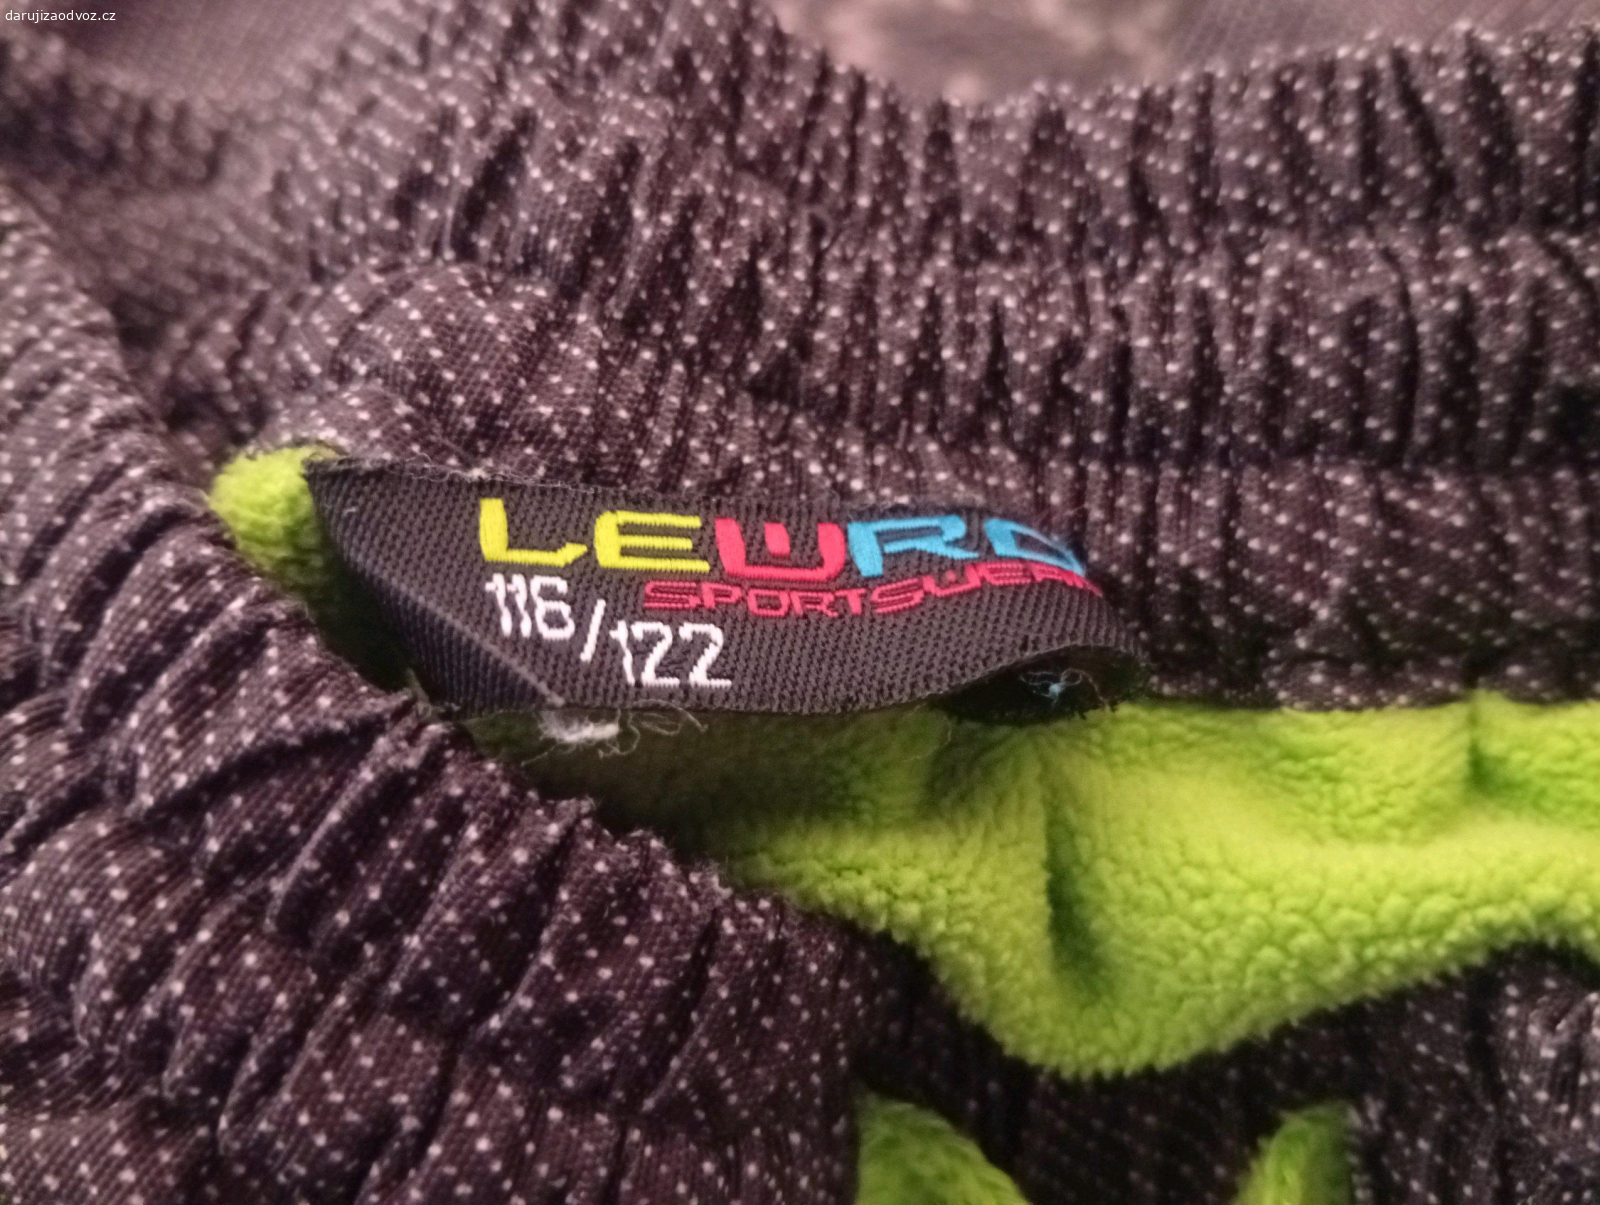 darujizaodvoz.cz
LEWRO
SPORTSWEAR
116/122